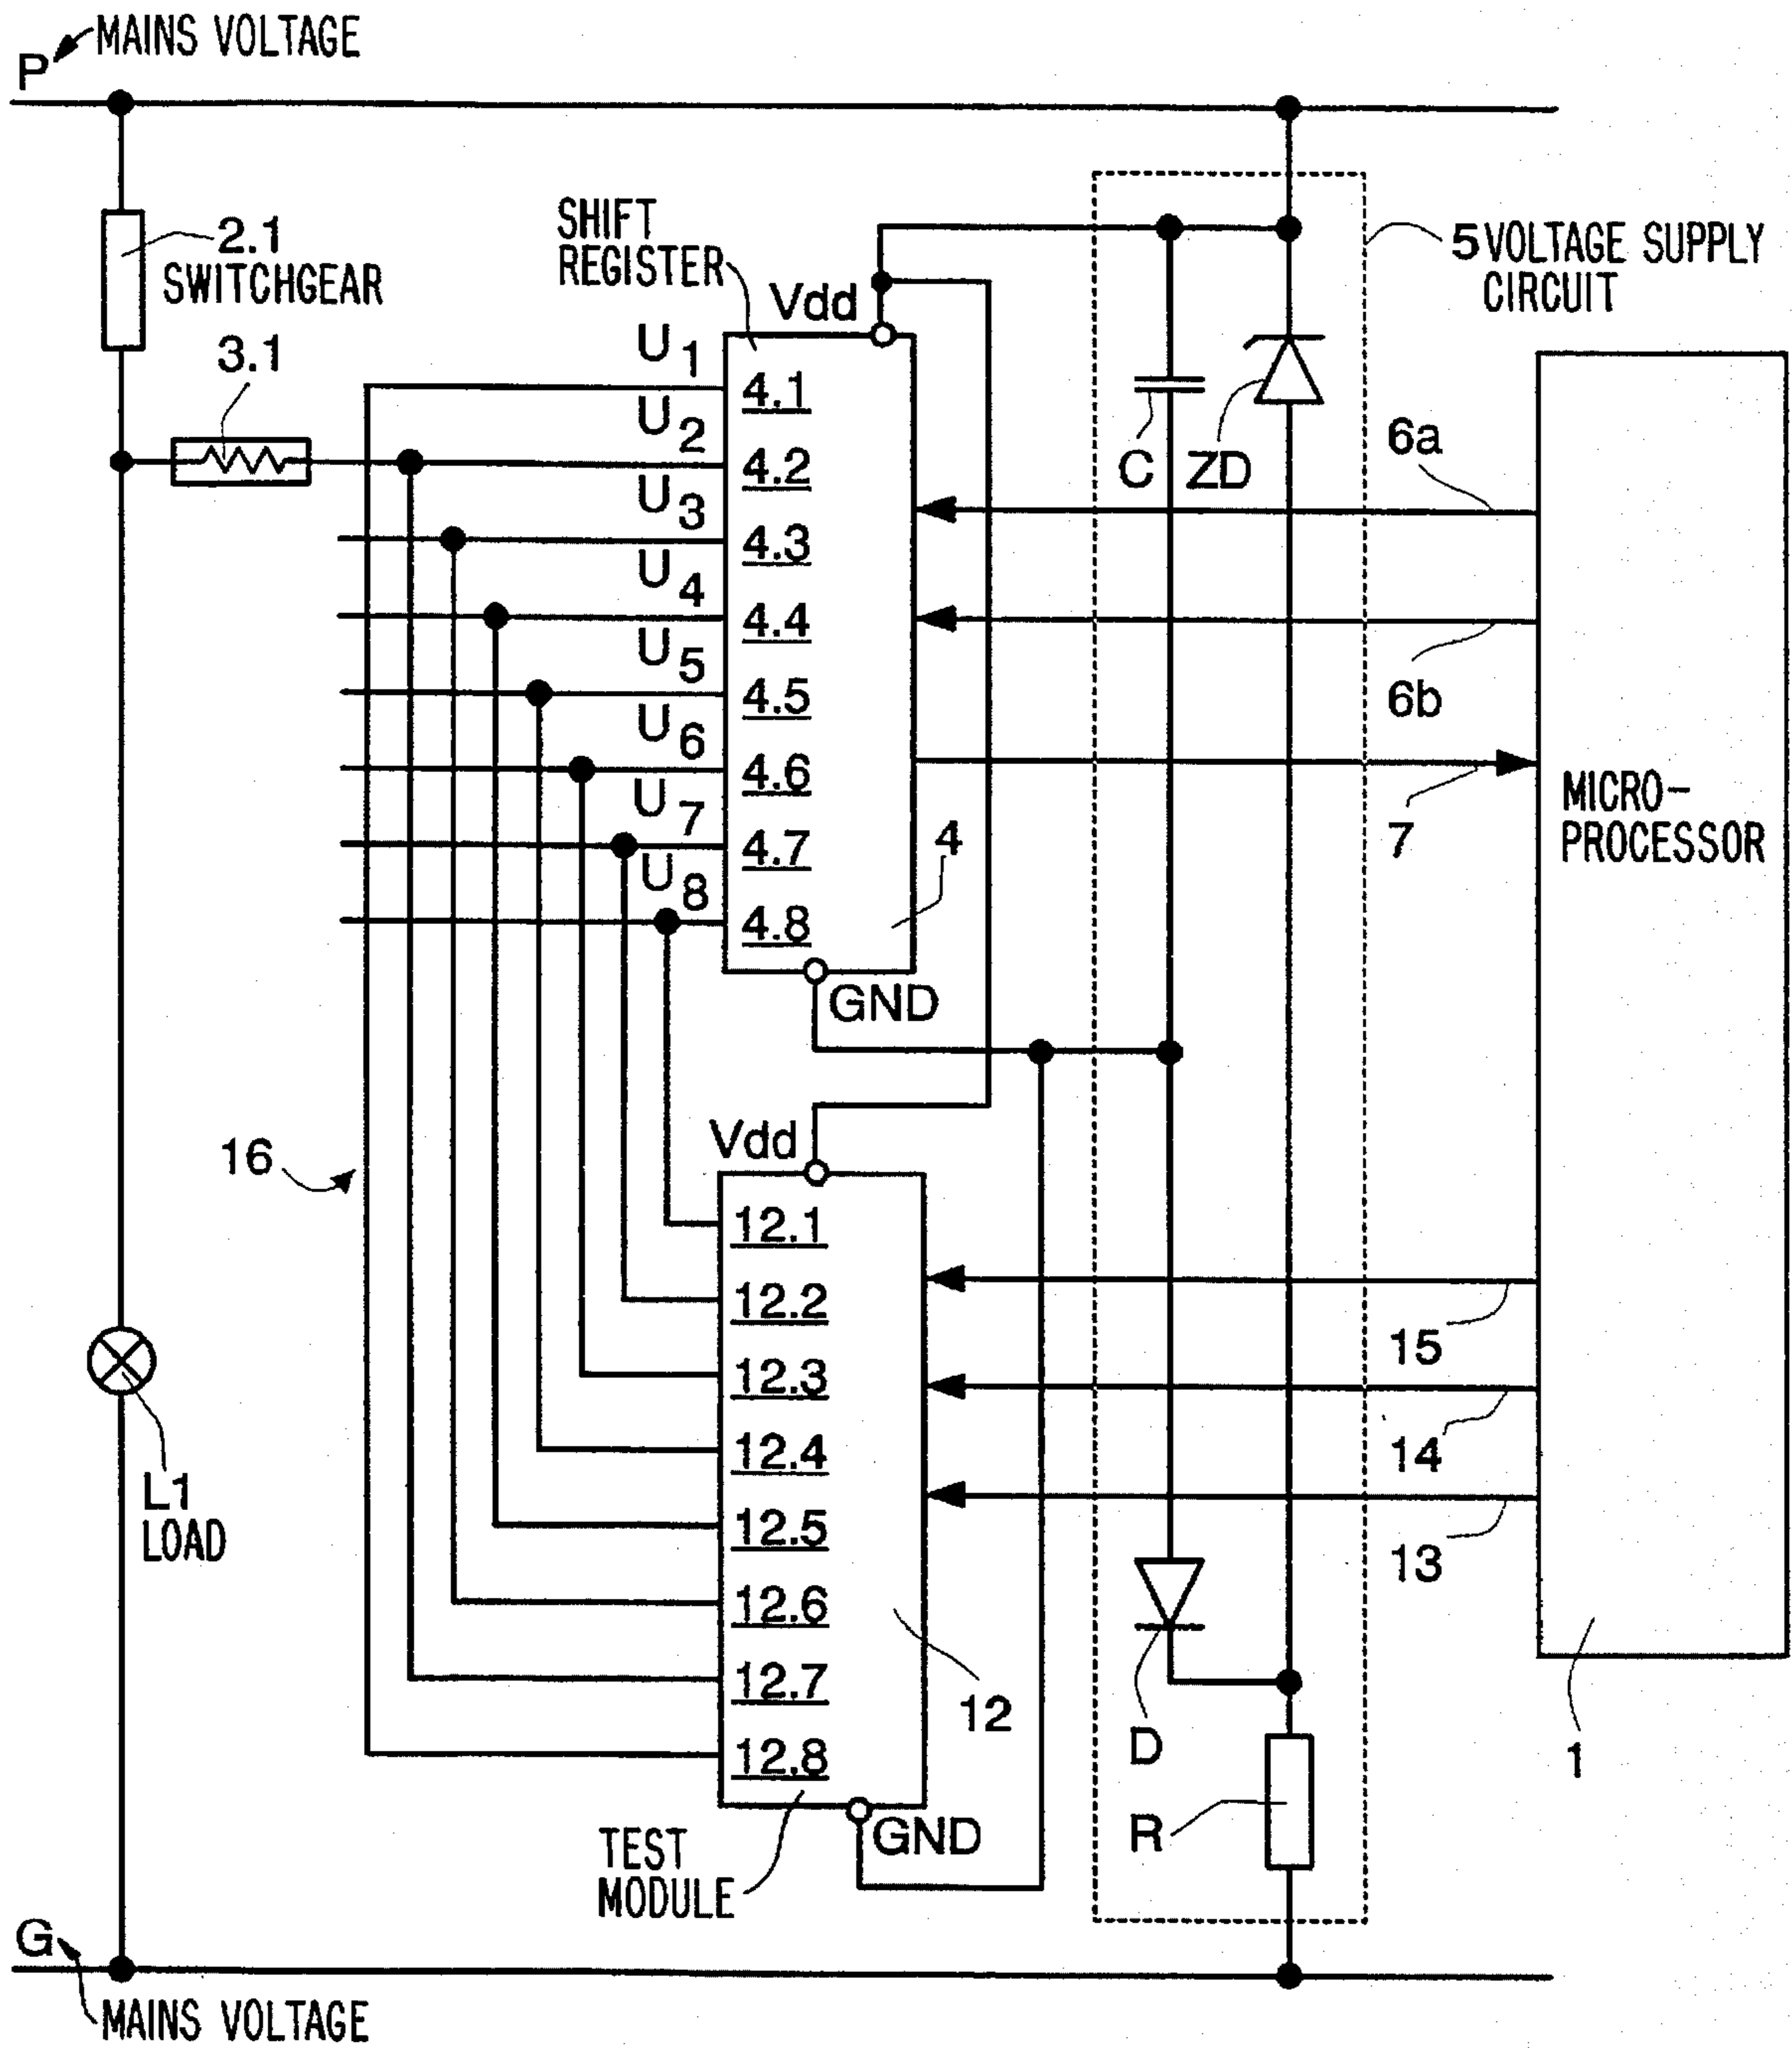 MAINS VOLTAGE
P
2.1
SWITCHGEAR
3.1
SHIFT
REGISTER
Vdd
5 VOLTAGE SUPPLY
CIRCUIT
U1
4.1
U2
4.2
U3
4.3
U4
4.4
U5
4.5
U6
4.6
U7
4.7
U8
4.8
4
GND
C
ZD
6a
6b
7
MICRO-
PROCESSOR
16
Vdd
12.1
12.2
12.3
12.4
12.5
12.6
12.7
12.8
12
GND
TEST
MODULE
15
14
13
D
R
1
L1
LOAD
G
MAINS VOLTAGE